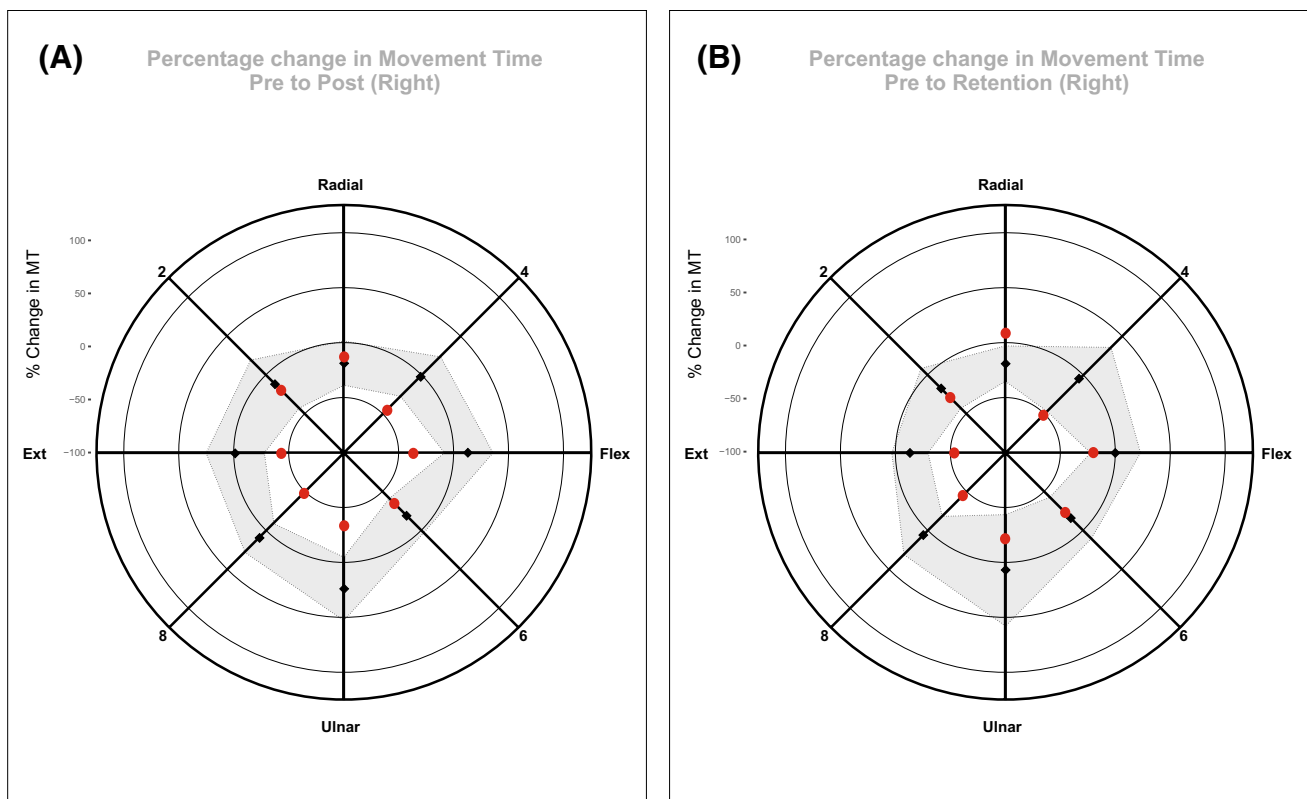 (A)
Percentage change in Movement Time
Pre to Post (Right)
Radial
% Change in MT
100
50
0
−50
−100
2
4
Ext
Flex
8
6
Ulnar
(B)
Percentage change in Movement Time
Pre to Retention (Right)
Radial
% Change in MT
100
50
0
−50
−100
2
4
Ext
Flex
8
6
Ulnar